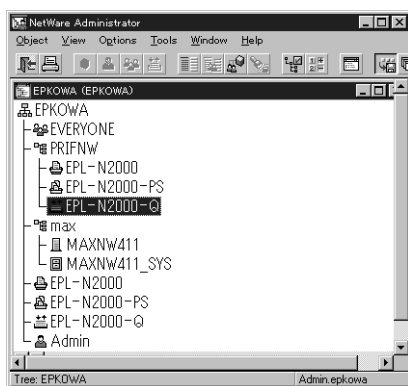 NetWare Administrator
Object View Options Tools Window Help
EPKOWA (EPKOWA)
EPKOWA
EVERYONE
PRIFNW
EPL-N2000
EPL-N2000-PS
EPL-N2000-Q
max
MAXNW411
MAXNW411_SYS
EPL-N2000
EPL-N2000-PS
EPL-N2000-Q
Admin
Tree: EPKOWA Admin.epkowa